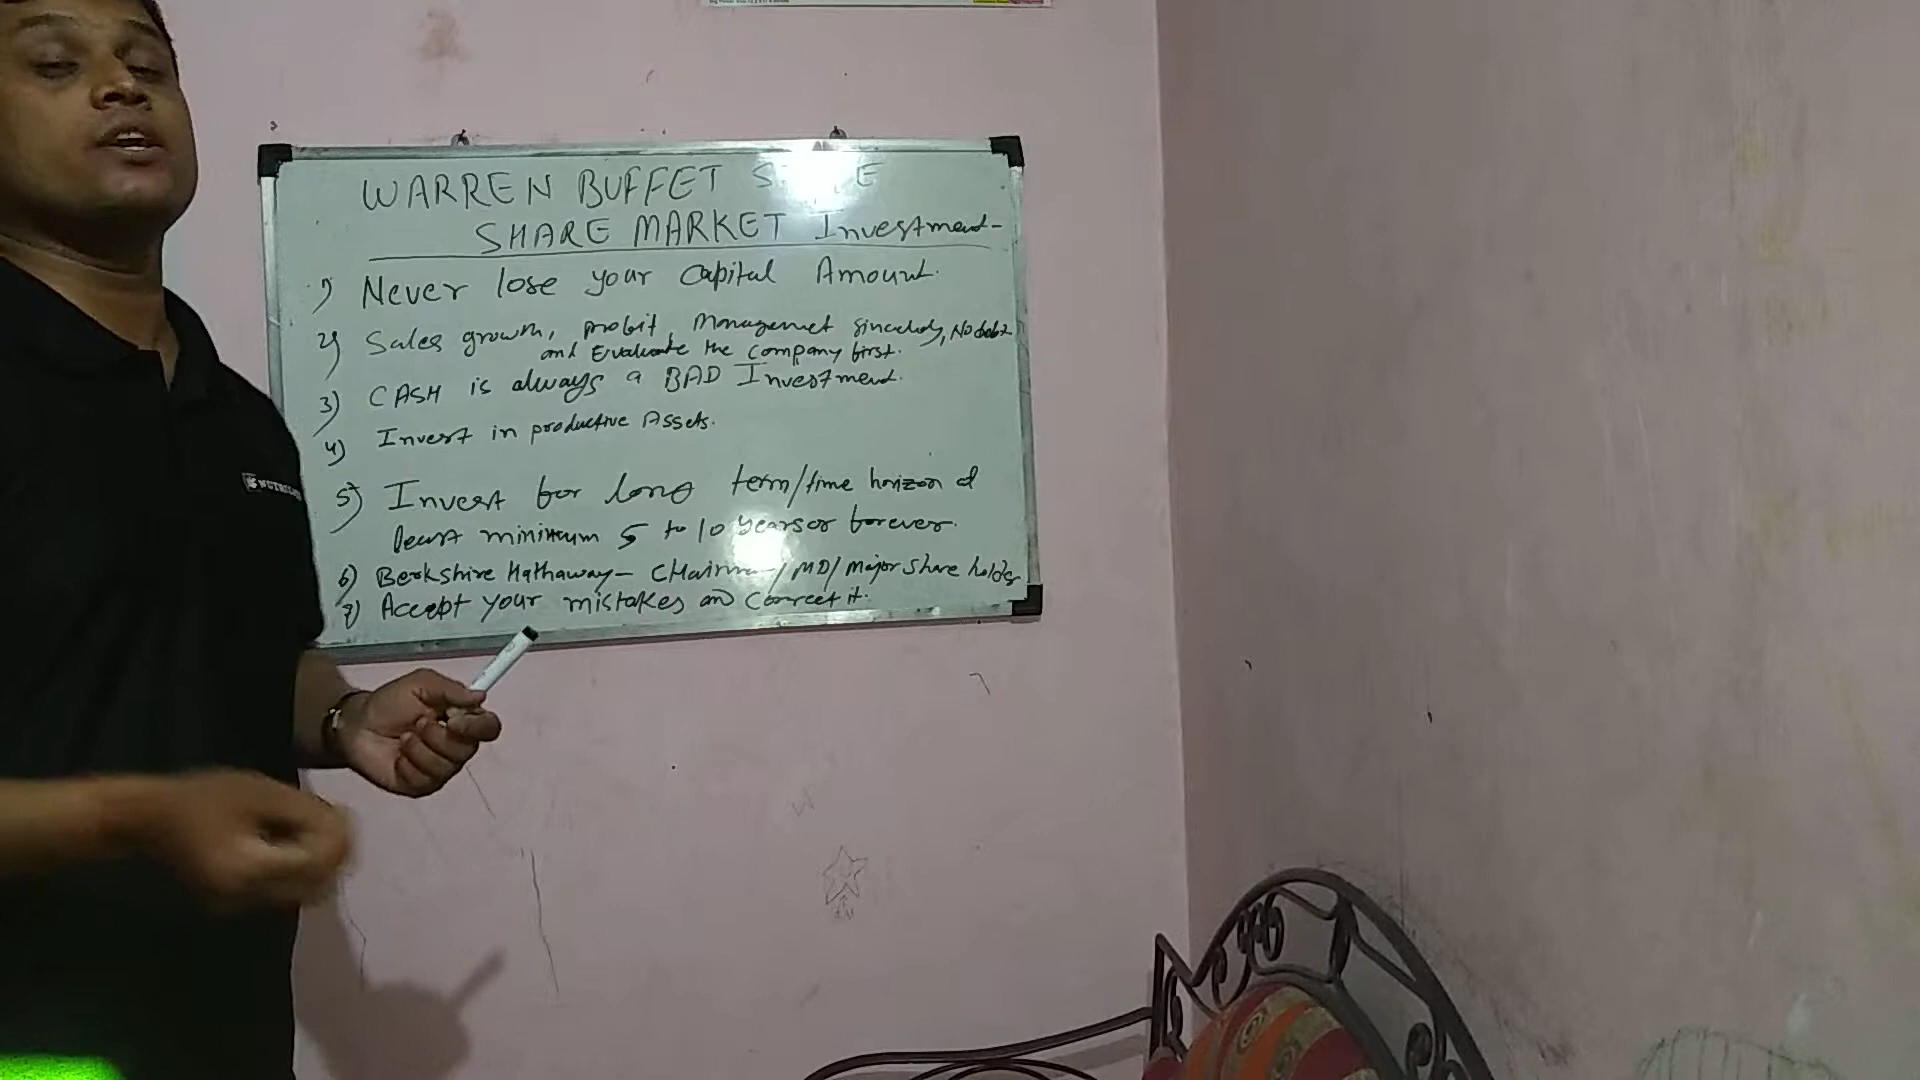 WARREN BUFFET
SHARE MARKET Investment-
1) Never lose your capital Amount.
2) Sales growth, profit, Managemet sincerely, No debt
and Evaluate the company first.
3) CASH is always a BAD Investment.
4) Invest in productive Assets.
5) Invest for long term/time horizon at
least minimum 5 to 10 years or forever.
6) Berkshire Hathaway- CHairman/MD/Major share holder
7) Accept your mistakes and correct it.